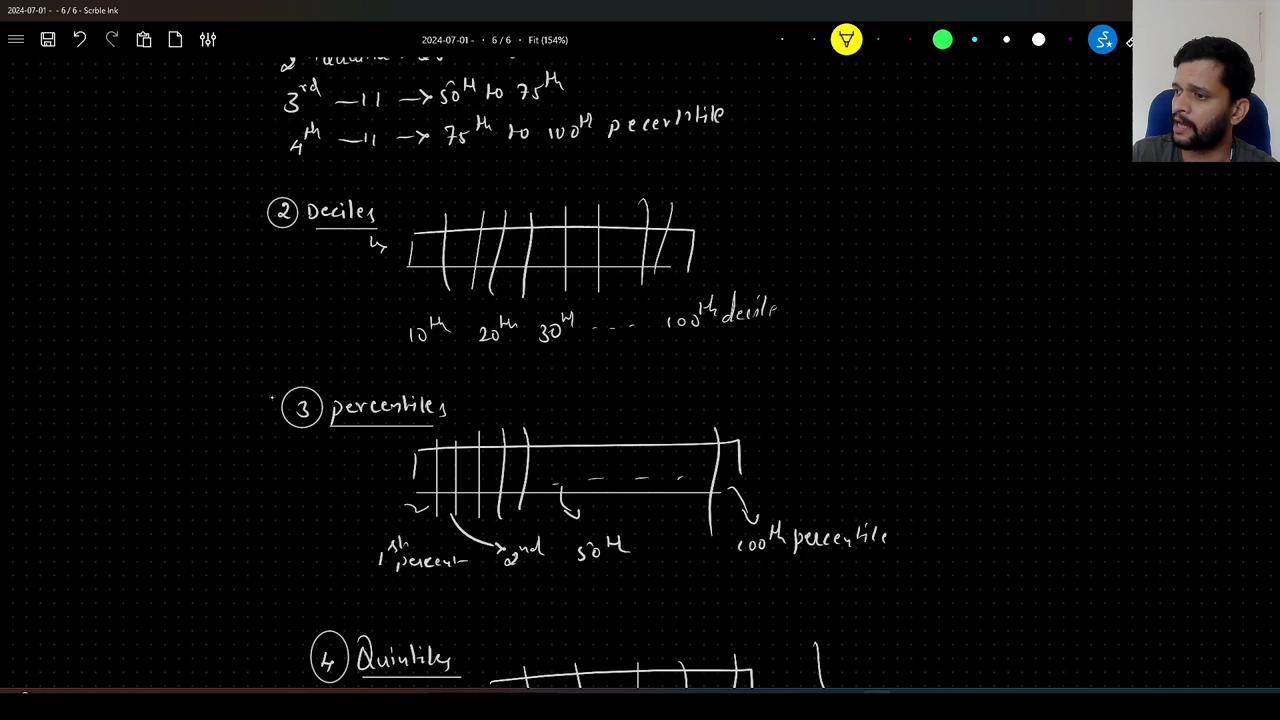 2024-07-01 - - 6 / 6 - Scrble Ink
2024-07-01 - • 6 / 6 • Fit (154%)
3rd — 11 → 50th to 75th
4th — 11 → 75th to 100th percentile
2 Deciles
10th 20th 30th - - - - 100th decile
3 percentiles
1st percent 2nd 50th 100th percentile
4 Quintiles